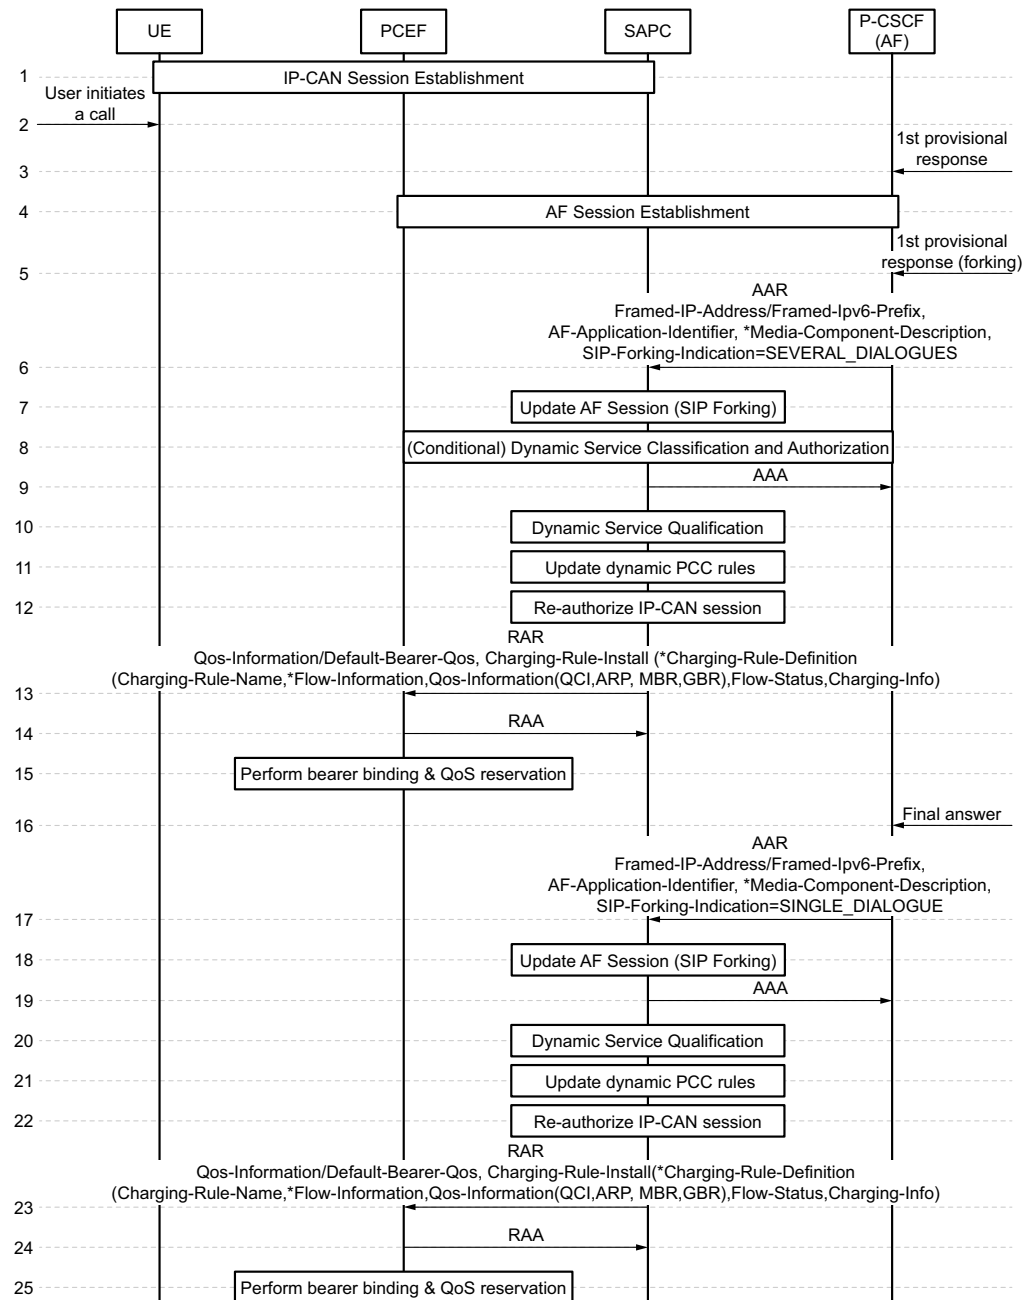 UE
PCEF
SAPC
P-CSCF
(AF)
1
IP-CAN Session Establishment
User initiates
a call
2
1st provisional
response
3
4
AF Session Establishment
1st provisional
response (forking)
5
AAR
Framed-IP-Address/Framed-Ipv6-Prefix,
AF-Application-Identifier, *Media-Component-Description,
SIP-Forking-Indication=SEVERAL_DIALOGUES
6
7
Update AF Session (SIP Forking)
8
(Conditional) Dynamic Service Classification and Authorization
AAA
9
10
Dynamic Service Qualification
11
Update dynamic PCC rules
12
Re-authorize IP-CAN session
RAR
Qos-Information/Default-Bearer-Qos, Charging-Rule-Install (*Charging-Rule-Definition
(Charging-Rule-Name,*Flow-Information,Qos-Information(QCI,ARP, MBR,GBR),Flow-Status,Charging-Info)
13
RAA
14
15
Perform bearer binding & QoS reservation
Final answer
16
AAR
Framed-IP-Address/Framed-Ipv6-Prefix,
AF-Application-Identifier, *Media-Component-Description,
SIP-Forking-Indication=SINGLE_DIALOGUE
17
18
Update AF Session (SIP Forking)
AAA
19
20
Dynamic Service Qualification
21
Update dynamic PCC rules
22
Re-authorize IP-CAN session
RAR
Qos-Information/Default-Bearer-Qos, Charging-Rule-Install(*Charging-Rule-Definition
(Charging-Rule-Name,*Flow-Information,Qos-Information(QCI,ARP, MBR,GBR),Flow-Status,Charging-Info)
23
RAA
24
25
Perform bearer binding & QoS reservation